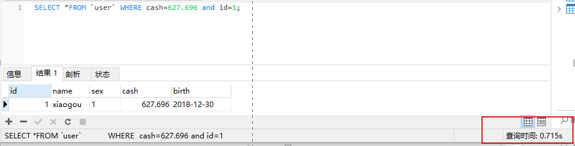 1 SELECT *FROM `user` WHERE cash=627.696 and id=1;
信息 结果 1 剖析 状态
id name sex cash birth
1 xiaogou 1 627.696 2018-12-30
SELECT *FROM `user` WHERE cash=627.696 and id=1 查询时间: 0.715s